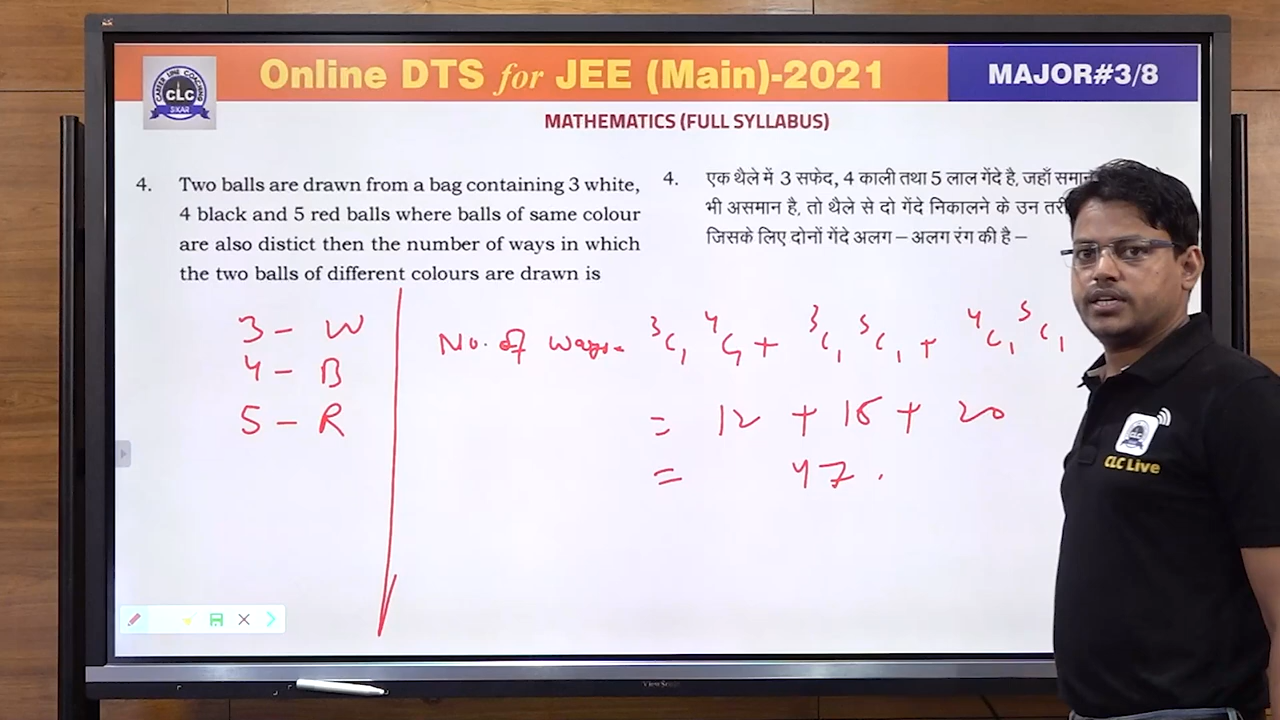 Online DTS for JEE (Main)-2021
MAJOR#3/8
CLC
SIKAR
MATHEMATICS (FULL SYLLABUS)
4. Two balls are drawn from a bag containing 3 white,
4 black and 5 red balls where balls of same colour
are also distict then the number of ways in which
the two balls of different colours are drawn is
4. एक थैले में 3 सफेद, 4 काली तथा 5 लाल गेंदे है, जहाँ
भी असमान है, तो थैले से दो गेंदे निकालने के उन
जिसके लिए दोनों गेंदे अलग – अलग रंग की है –
3 – W
4 – B
5 – R
No. of ways = ³C₁ ⁴C₁ + ³C₁ ⁵C₁ + ⁴C₁ ⁵C₁
= 12 + 15 + 20
= 47.
CLC
CLC Live
ViewSonic